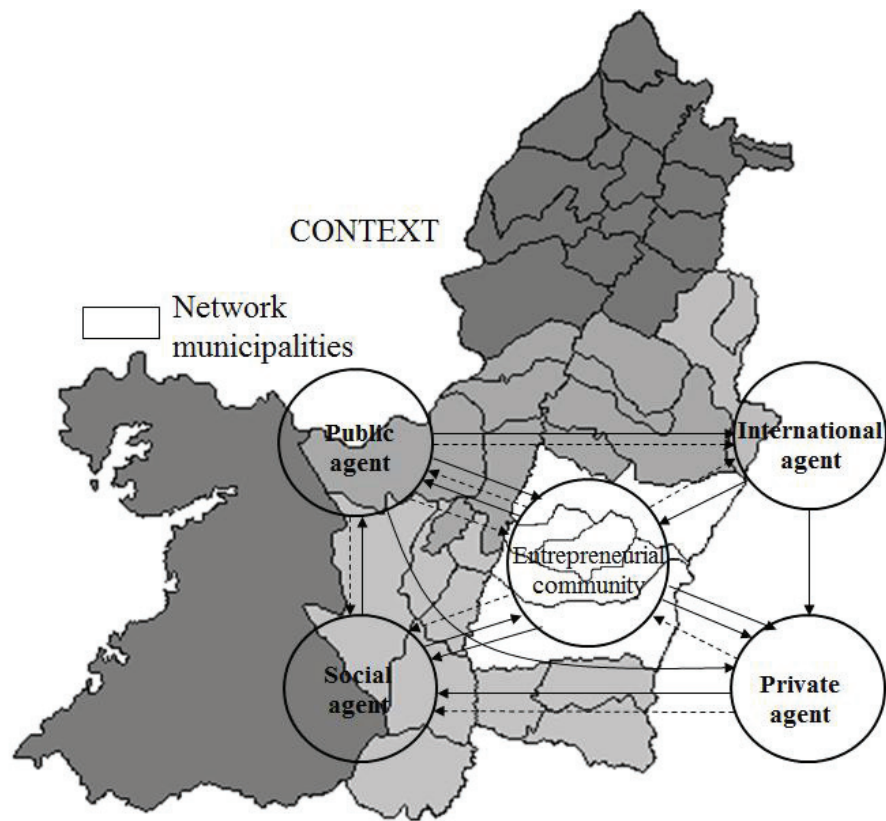 CONTEXT
Network
municipalities
Public
agent
International
agent
Entrepreneurial
community
Social
agent
Private
agent